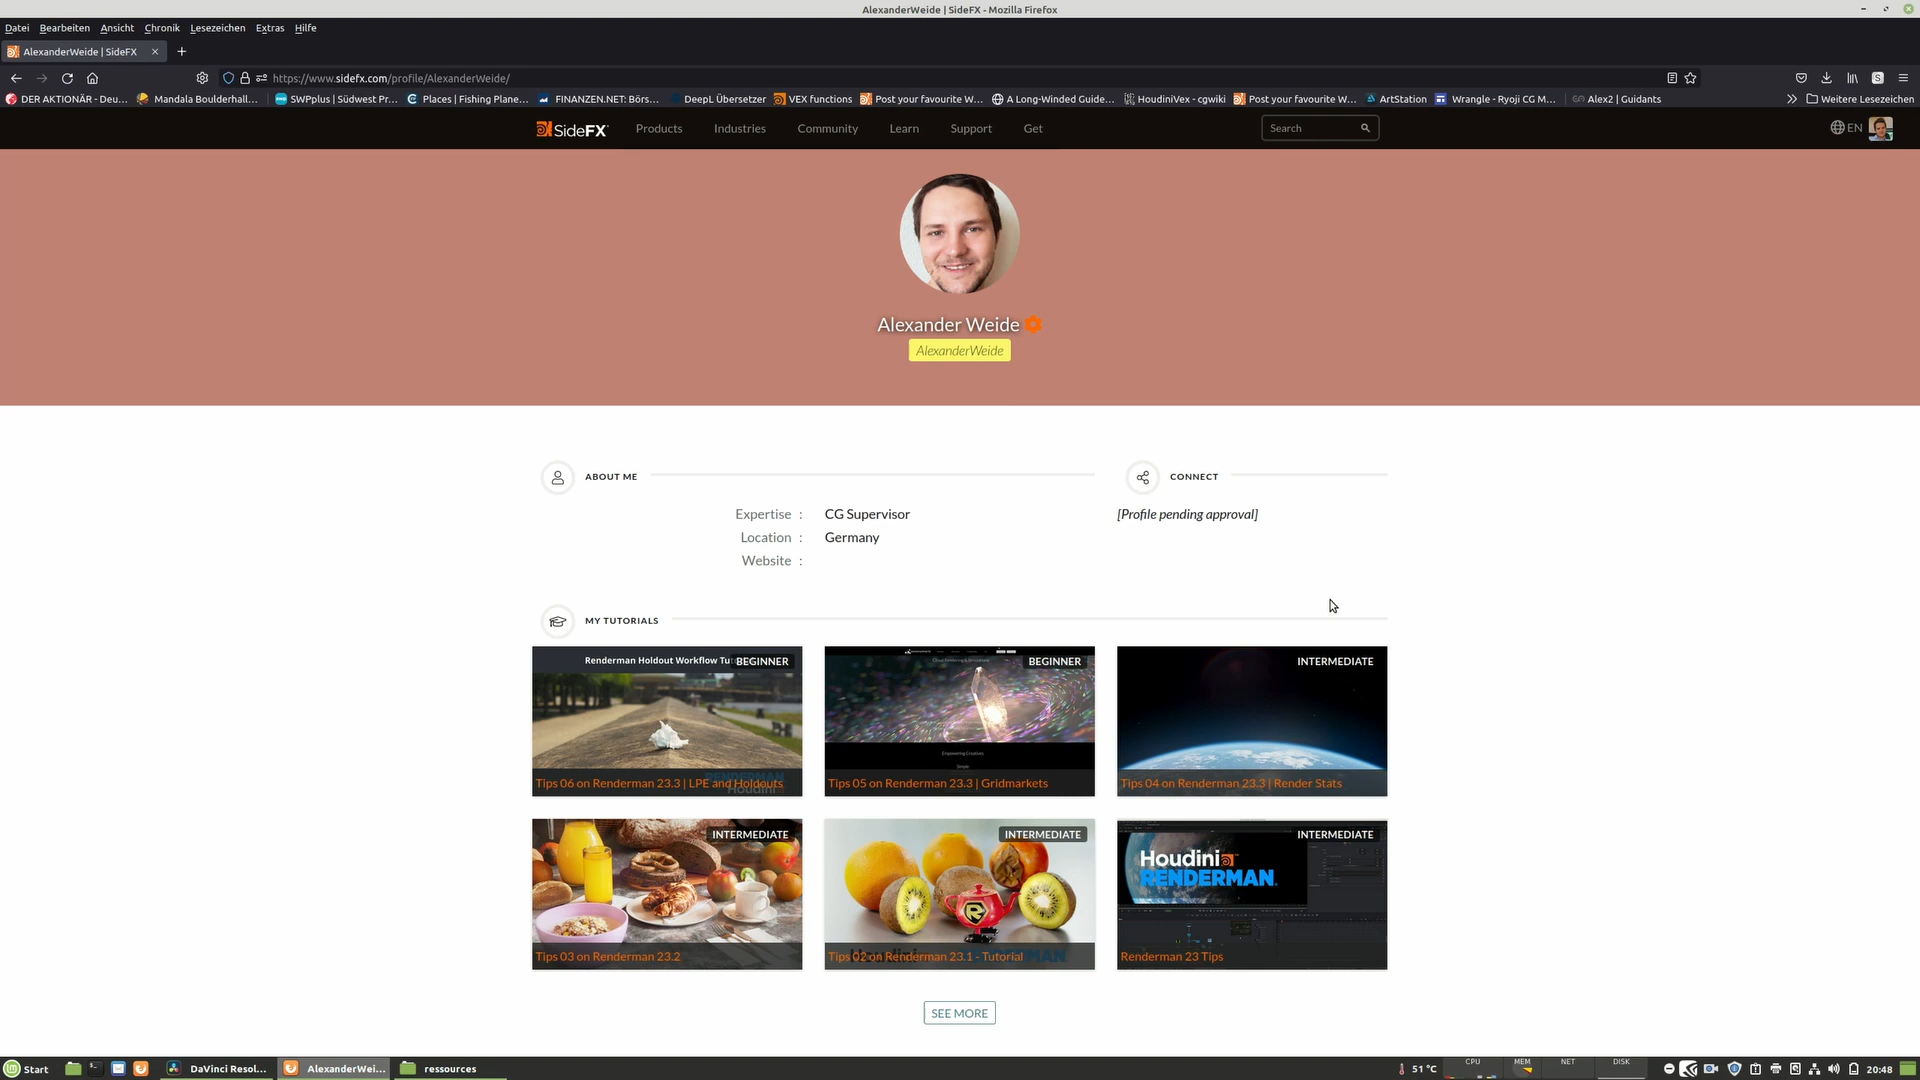 AlexanderWeide | SideFX - Mozilla Firefox
Datei Bearbeiten Ansicht Chronik Lesezeichen Extras Hilfe
AlexanderWeide | SideFX
https://www.sidefx.com/profile/AlexanderWeide/
DER AKTIONÄR - Deu...
Mandala Boulderhall...
SWPplus | Südwest Pr...
Places | Fishing Plane...
FINANZEN.NET: Börs...
DeepL Übersetzer
VEX functions
Post your favourite W...
A Long-Winded Guide...
HoudiniVex - cgwiki
Post your favourite W...
ArtStation
Wrangle - Ryoji CG M...
Alex2 | Guidants
Weitere Lesezeichen
SideFX
Products
Industries
Community
Learn
Support
Get
Search
EN
Alexander Weide
AlexanderWeide
ABOUT ME
Expertise : CG Supervisor
Location : Germany
Website :
CONNECT
[Profile pending approval]
MY TUTORIALS
Renderman Holdout Workflow Tu
BEGINNER
Tips 06 on Renderman 23.3 | LPE and Holdouts
BEGINNER
Empowering Creatives
Simple
Tips 05 on Renderman 23.3 | Gridmarkets
INTERMEDIATE
Tips 04 on Renderman 23.3 | Render Stats
INTERMEDIATE
Tips 03 on Renderman 23.2
INTERMEDIATE
R
Tips 02 on Renderman 23.1 - Tutorial
INTERMEDIATE
Houdini
RENDERMAN
Renderman 23 Tips
SEE MORE
Start
DaVinci Resol...
AlexanderWei...
ressources
51 °C
CPU
MEM
NET
DISK
20:48